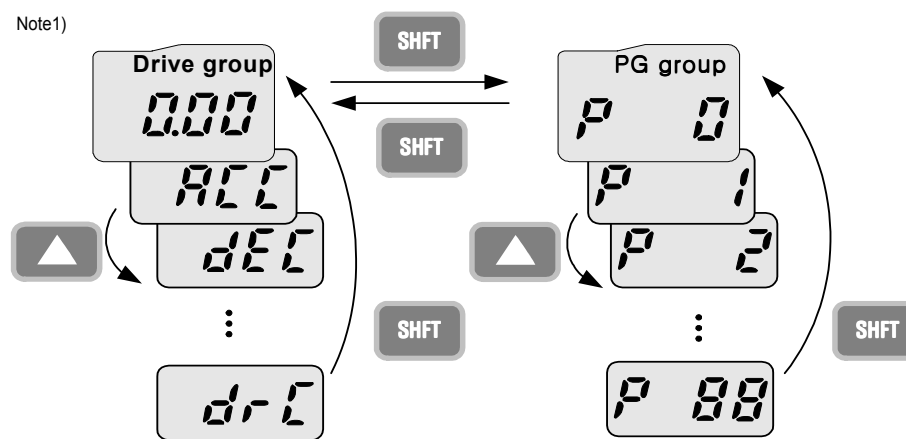 Note1)
SHFT
Drive group
0.00
PG group
P 0
SHFT
ACC
P 1
dEC
P 2
SHFT
SHFT
drC
P 88